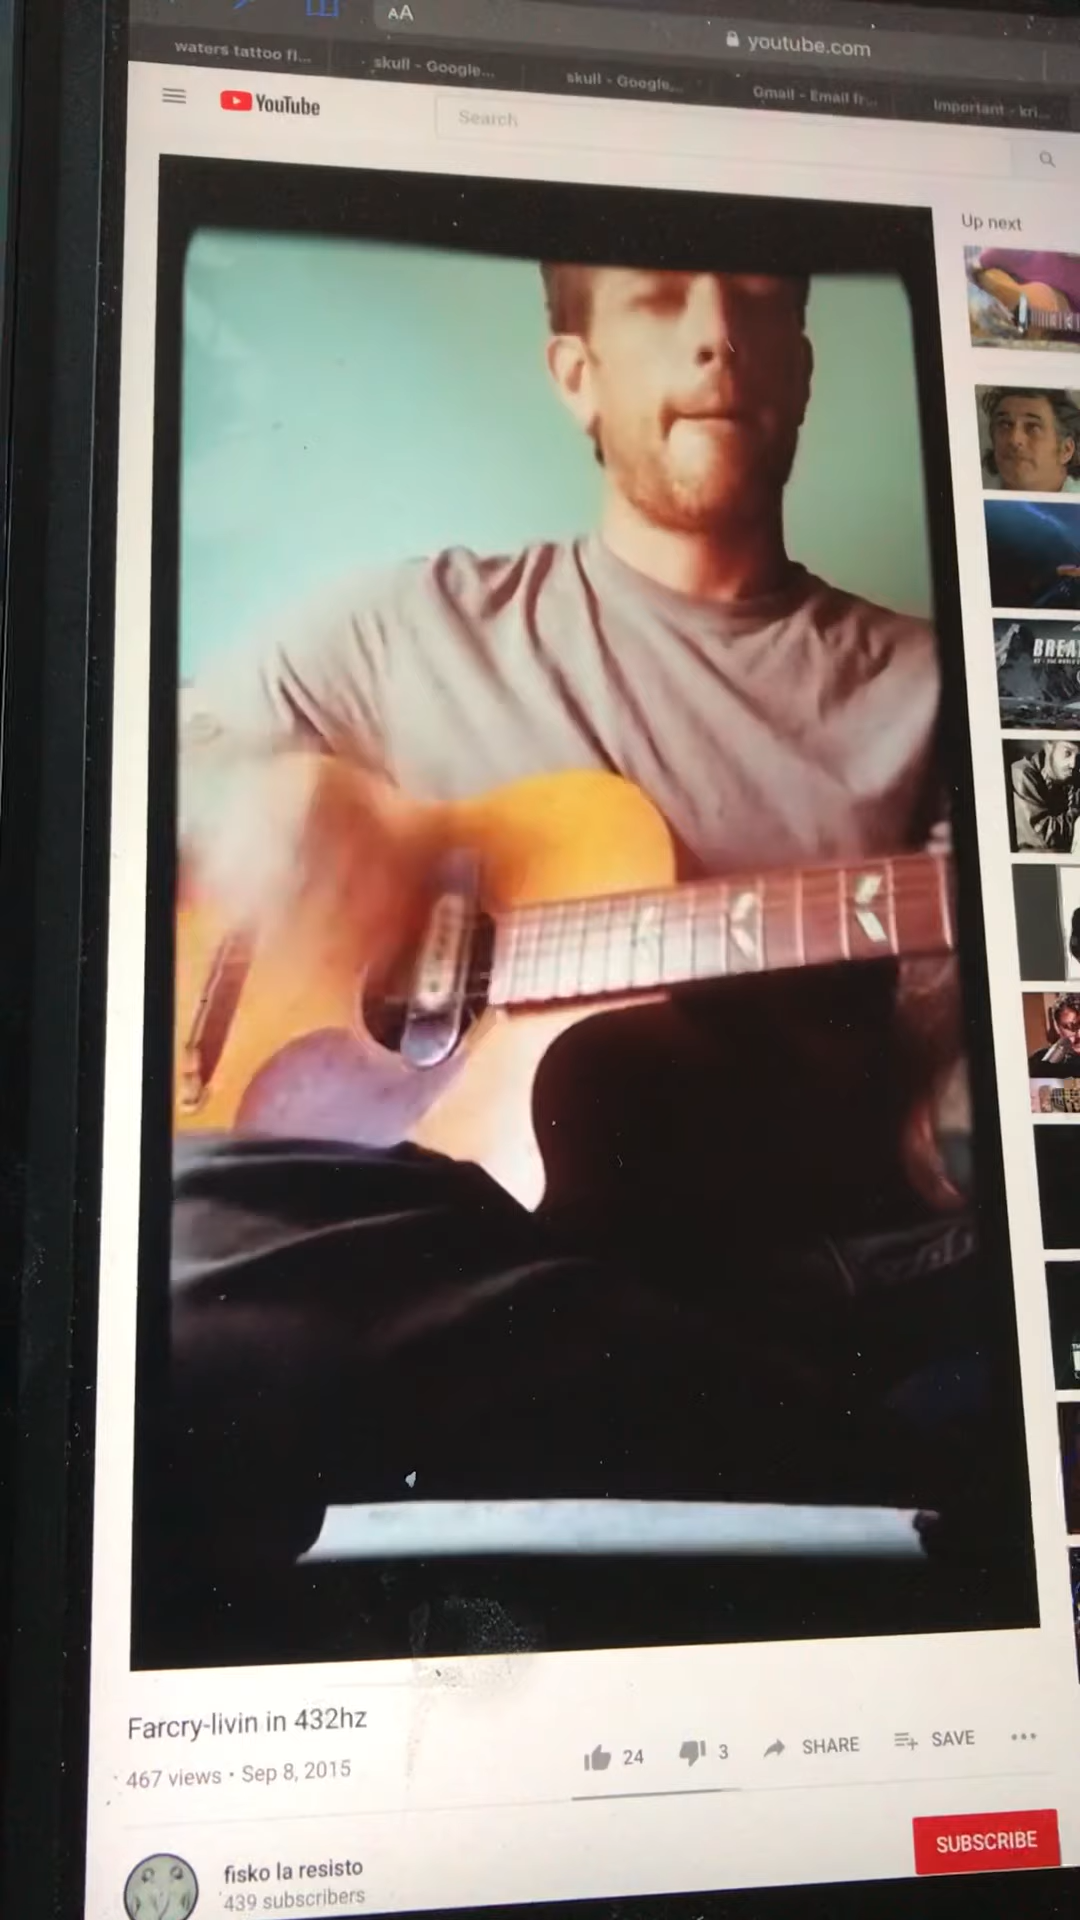 AA
youtube.com
waters tattoo fl...
skull - Google...
skull - Google...
Gmail - Email fr...
Important - kri...
YouTube
Search
Up next
BREA
Farcry-livin in 432hz
467 views • Sep 8, 2015
24
3
SHARE
SAVE
SUBSCRIBE
fisko la resisto
439 subscribers